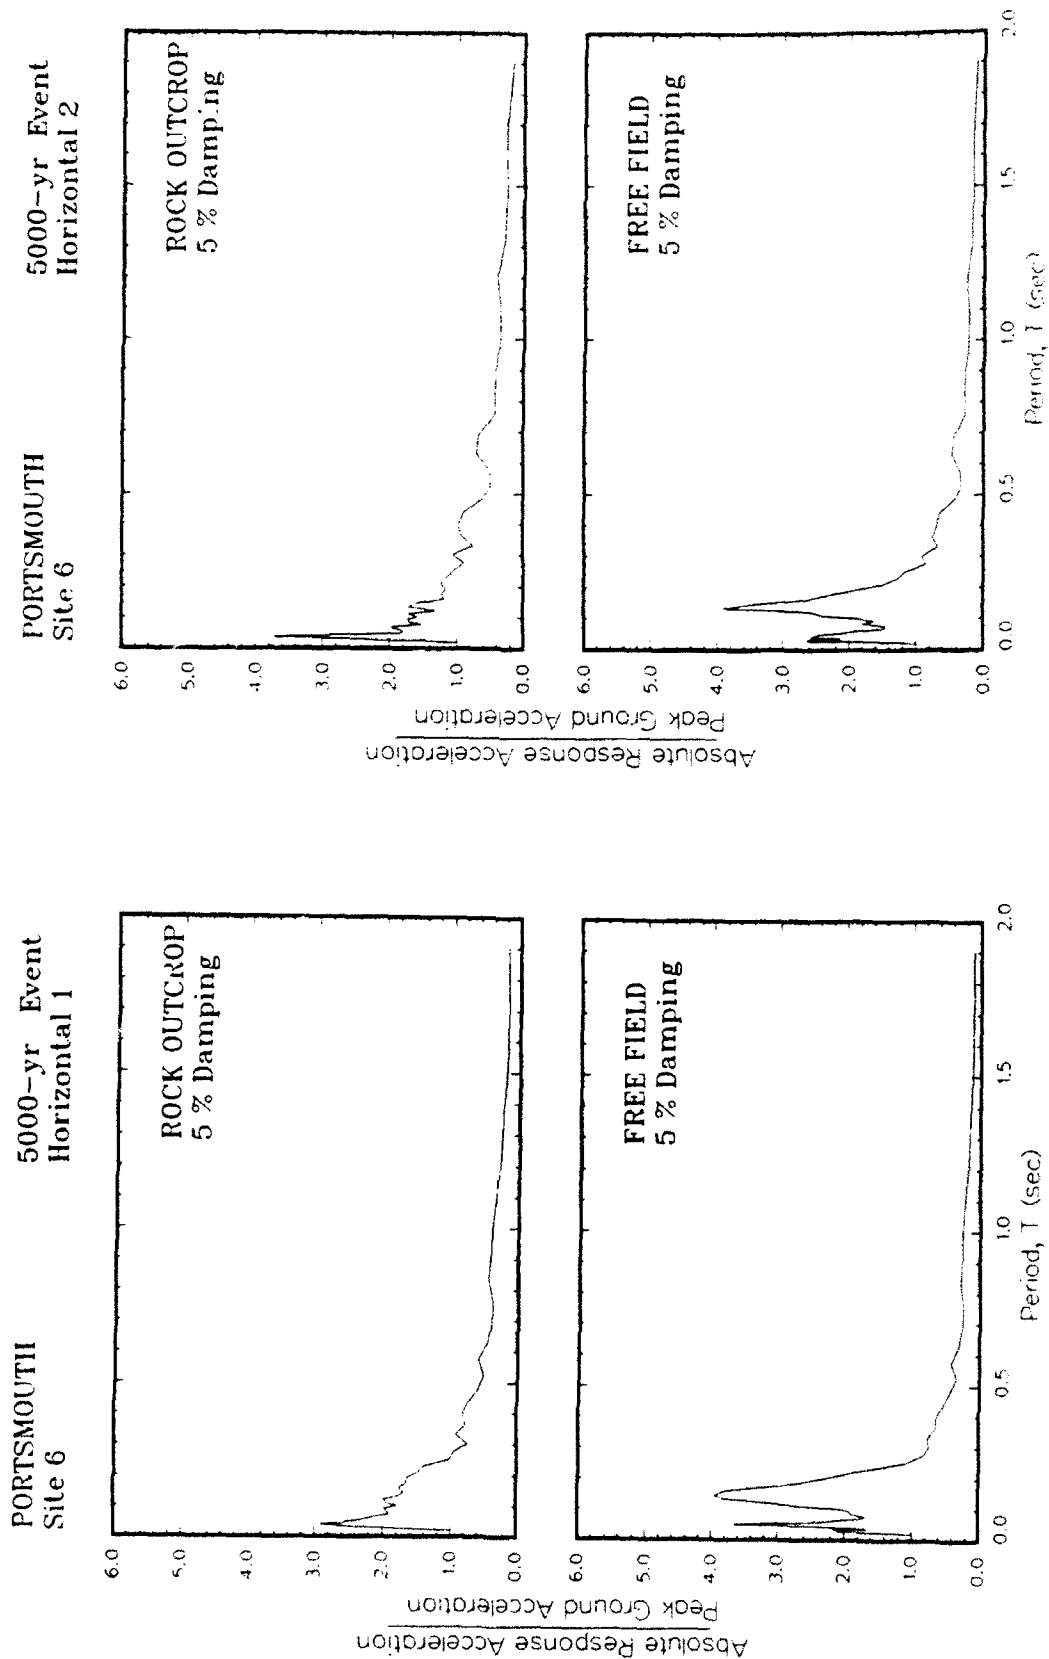 PORTSMOUTH
Site 6
5000-yr Event
Horizontal 1
ROCK OUTCROP
5 % Damping
6.0
5.0
4.0
3.0
2.0
1.0
0.0
FREE FIELD
5 % Damping
6.0
5.0
4.0
3.0
2.0
1.0
0.0
Absolute Response Acceleration
Peak Ground Acceleration
0.0
0.5
1.0
1.5
2.0
Period, T (sec)
PORTSMOUTH
Site 6
5000-yr Event
Horizontal 2
ROCK OUTCROP
5 % Damping
6.0
5.0
4.0
3.0
2.0
1.0
0.0
FREE FIELD
5 % Damping
6.0
5.0
4.0
3.0
2.0
1.0
0.0
Absolute Response Acceleration
Peak Ground Acceleration
0.0
0.5
1.0
1.5
2.0
Period, T (sec)